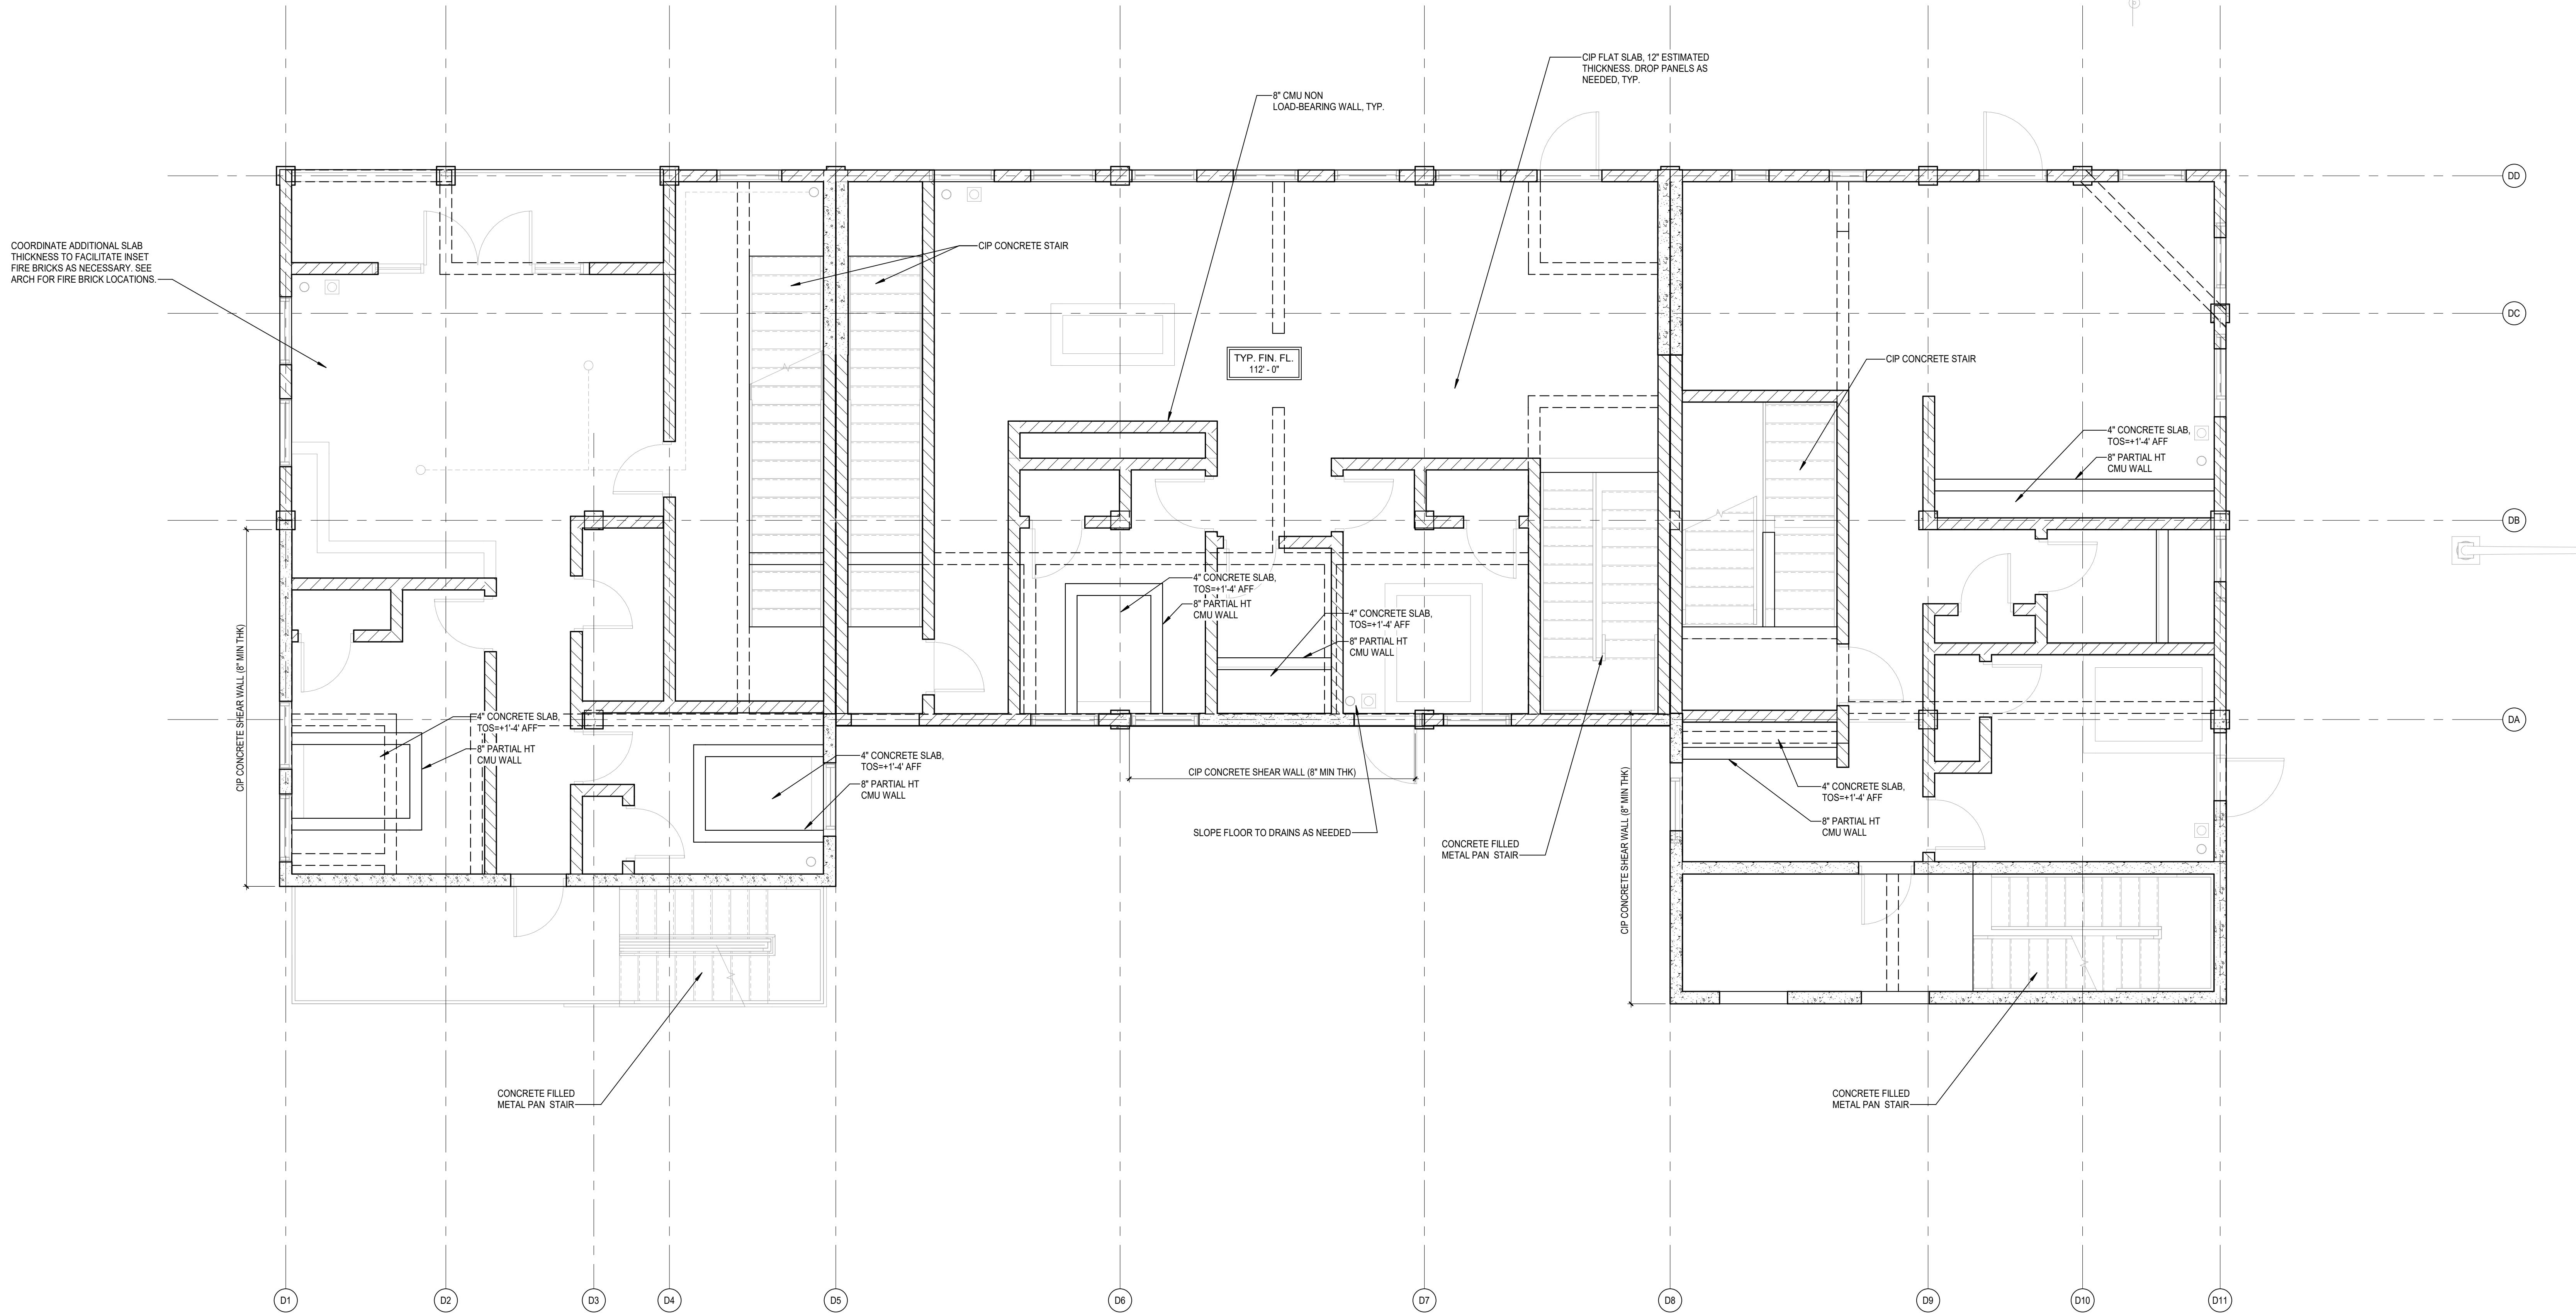 CIP FLAT SLAB, 12" ESTIMATED
THICKNESS. DROP PANELS AS
NEEDED, TYP.
8" CMU NON
LOAD-BEARING WALL, TYP.
DD
COORDINATE ADDITIONAL SLAB
THICKNESS TO FACILITATE INSET
FIRE BRICKS AS NECESSARY. SEE
ARCH FOR FIRE BRICK LOCATIONS.
CIP CONCRETE STAIR
DC
TYP. FIN. FL.
112' - 0"
CIP CONCRETE STAIR
4" CONCRETE SLAB,
TOS=+1'-4' AFF
8" PARTIAL HT
CMU WALL
DB
4" CONCRETE SLAB,
TOS=+1'-4' AFF
8" PARTIAL HT
CMU WALL
4" CONCRETE SLAB,
TOS=+1'-4' AFF
8" PARTIAL HT
CMU WALL
CIP CONCRETE SHEAR WALL (8" MIN THK)
4" CONCRETE SLAB,
TOS=+1'-4' AFF
8" PARTIAL HT
CMU WALL
DA
4" CONCRETE SLAB,
TOS=+1'-4' AFF
8" PARTIAL HT
CMU WALL
CIP CONCRETE SHEAR WALL (8" MIN THK)
4" CONCRETE SLAB,
TOS=+1'-4' AFF
8" PARTIAL HT
CMU WALL
SLOPE FLOOR TO DRAINS AS NEEDED
CONCRETE FILLED
METAL PAN STAIR
CIP CONCRETE SHEAR WALL (8" MIN THK)
CONCRETE FILLED
METAL PAN STAIR
CONCRETE FILLED
METAL PAN STAIR
D1
D2
D3
D4
D5
D6
D7
D8
D9
D10
D11